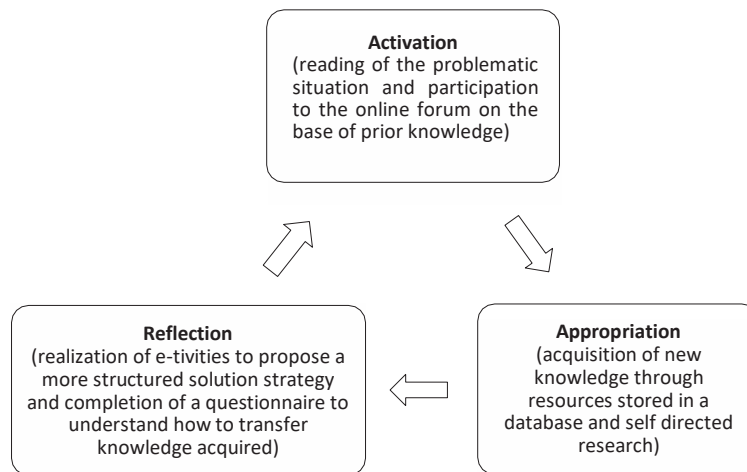 Activation
(reading of the problematic
situation and participation
to the online forum on the
base of prior knowledge)
Reflection
(realization of e-tivities to propose a
more structured solution strategy
and completion of a questionnaire to
understand how to transfer
knowledge acquired)
Appropriation
(acquisition of new
knowledge through
resources stored in a
database and self directed
research)